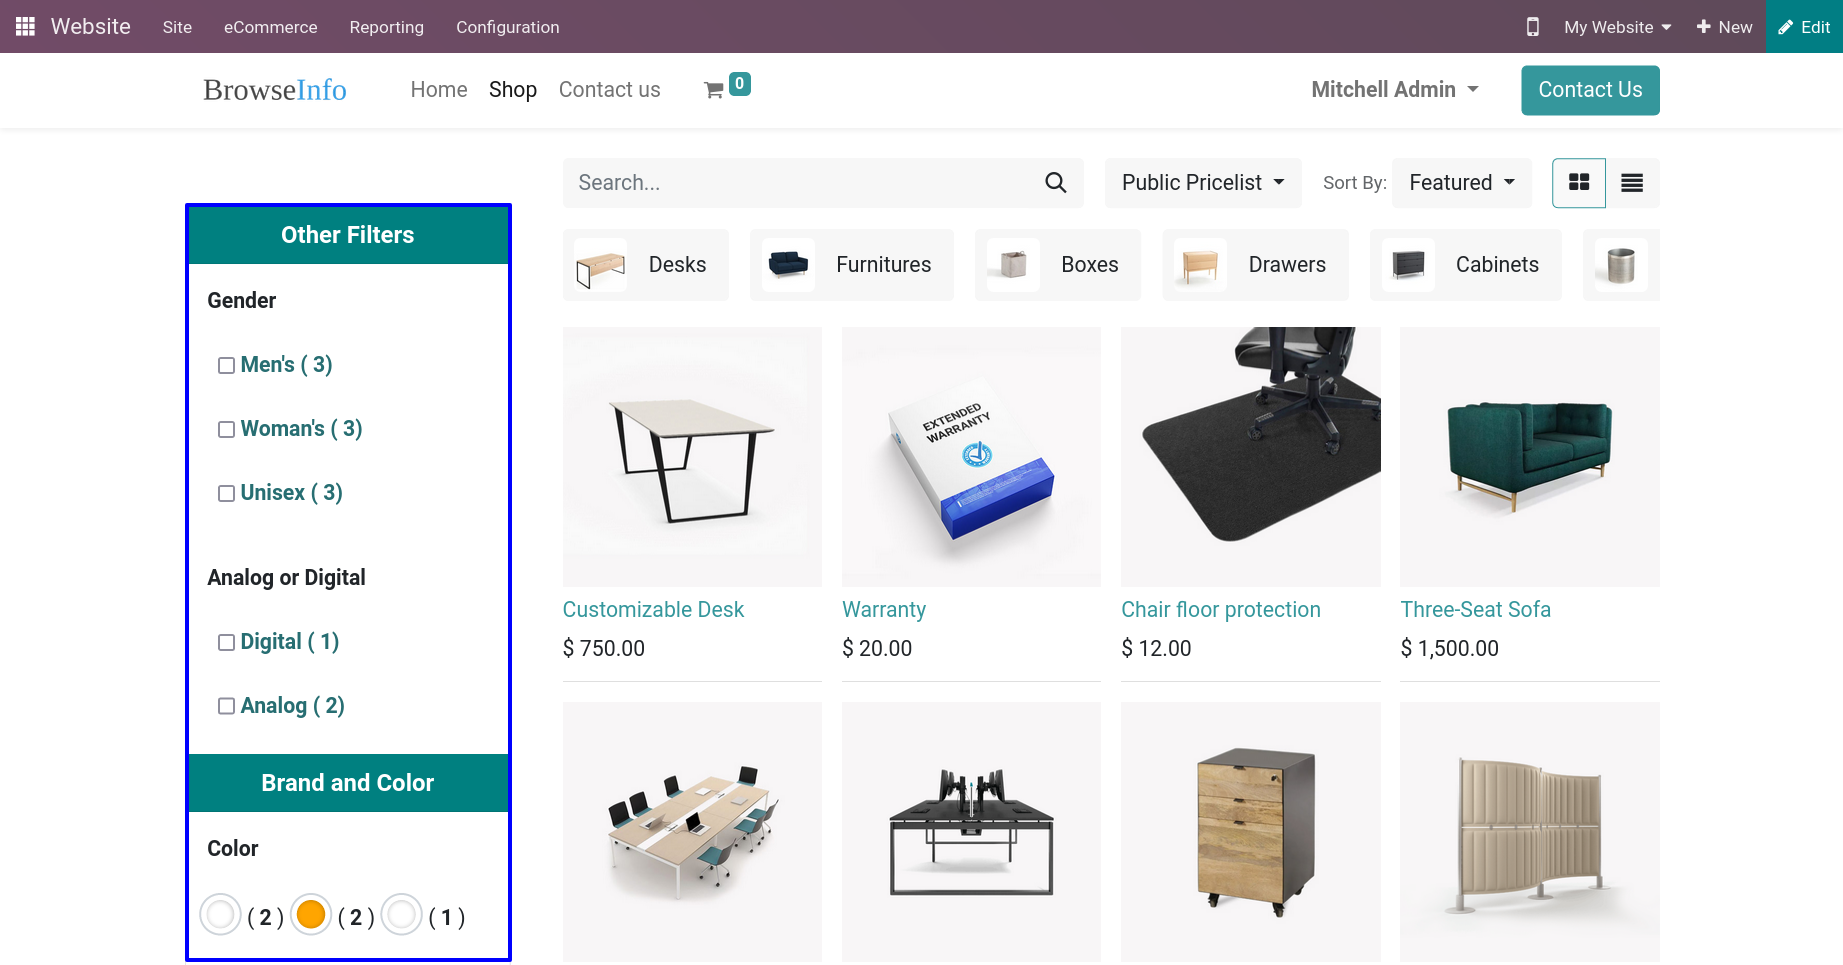 Website Site eCommerce Reporting Configuration My Website New Edit
BrowseInfo Home Shop Contact us 0 Mitchell Admin Contact Us
Search... Public Pricelist Sort By: Featured
Desks Furnitures Boxes Drawers Cabinets
Other Filters
Gender
Men's ( 3)
Woman's ( 3)
Unisex ( 3)
Analog or Digital
Digital ( 1)
Analog ( 2)
Brand and Color
Color
( 2 ) ( 2 ) ( 1 )
EXTENDED
WARRANTY
Customizable Desk Warranty Chair floor protection Three-Seat Sofa
$ 750.00 $ 20.00 $ 12.00 $ 1,500.00